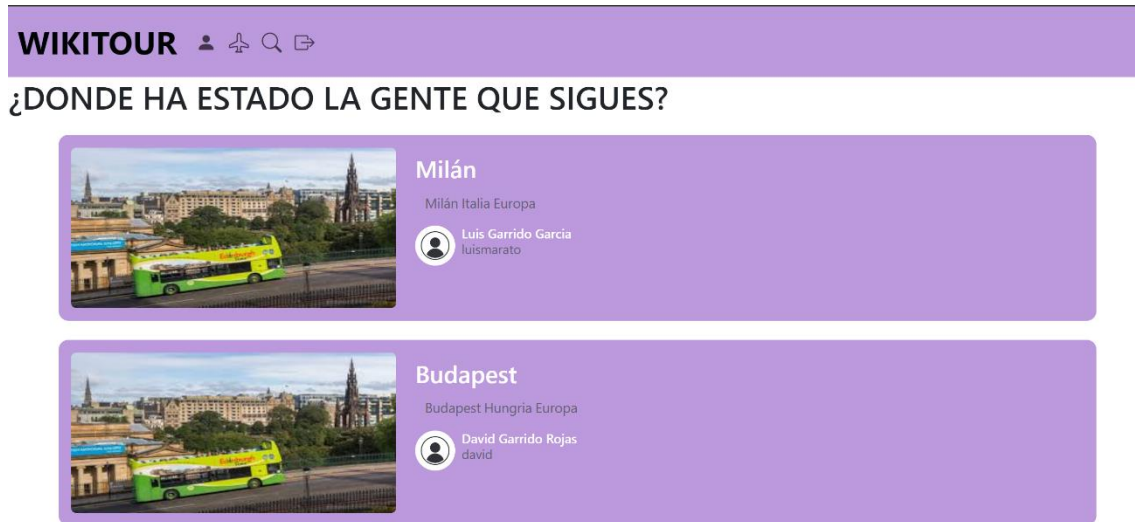 WIKITOUR
¿DONDE HA ESTADO LA GENTE QUE SIGUES?
Milán
Milán Italia Europa
Luis Garrido Garcia
luismarato
Budapest
Budapest Hungria Europa
David Garrido Rojas
david